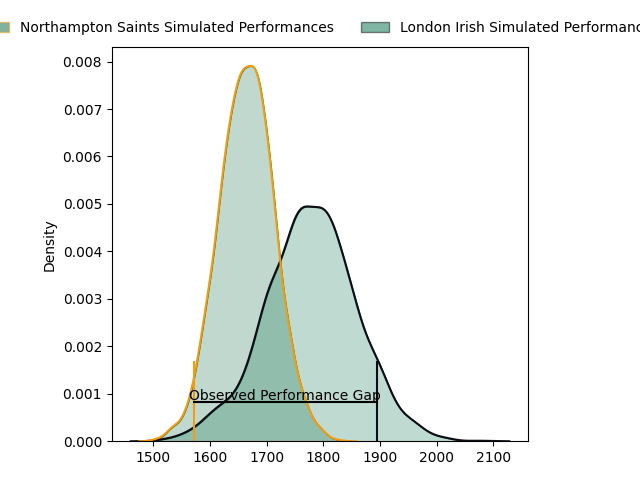 Northampton Saints Simulated Performances
London Irish Simulated
0.008
0.007
0.006
0.005
0.004
0.003
0.002
0.001
0.000
Density
Observed Performance Gap
1500 1600 1700 1800 1900 2000 2100